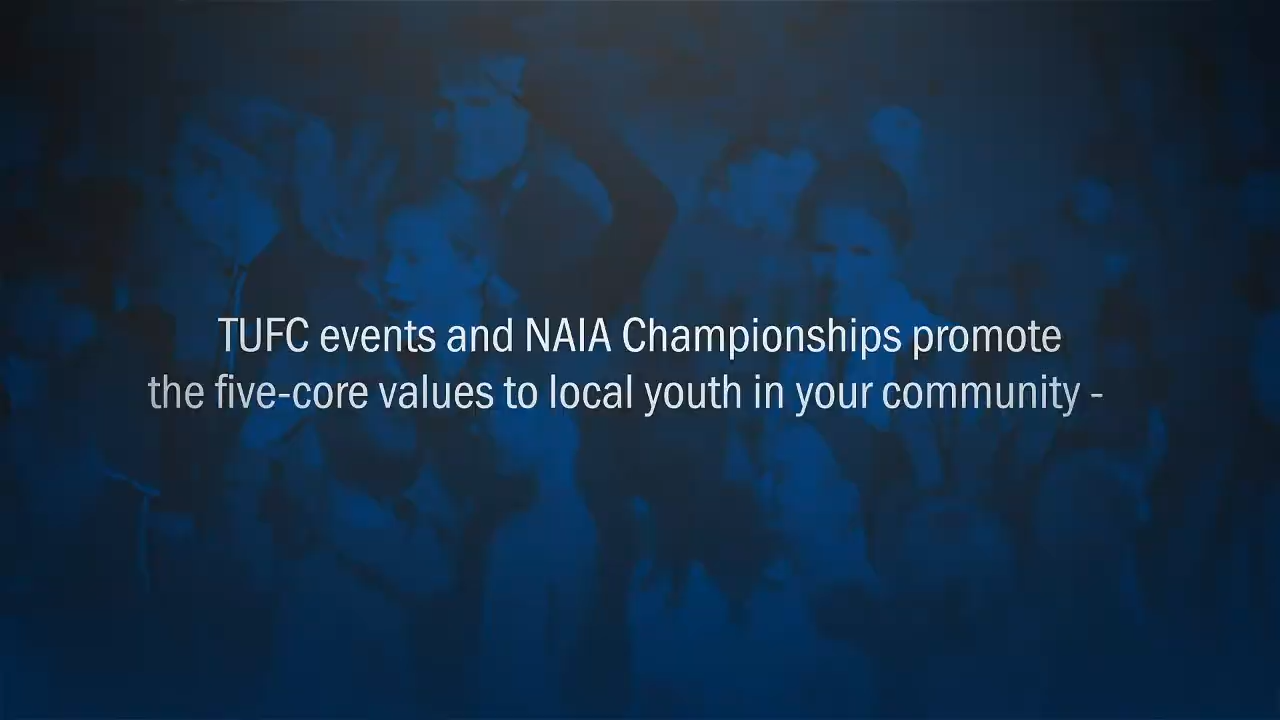 TUFC events and NAIA Championships promote
the five-core values to local youth in your community -